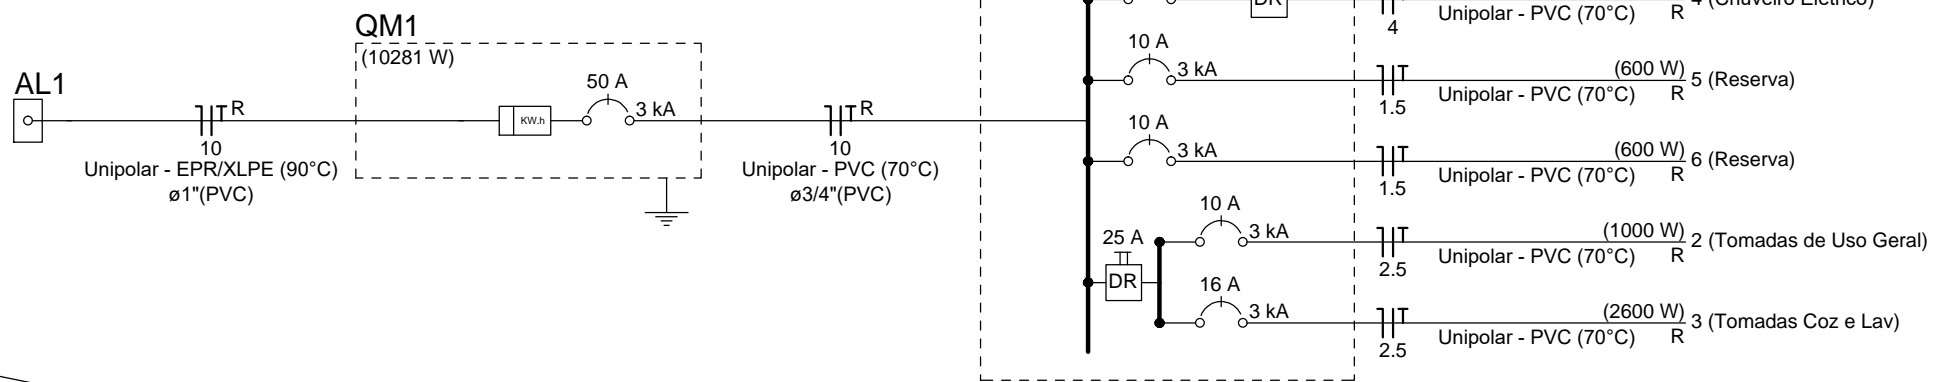 AL1
R
10
Unipolar - EPR/XLPE (90°C)
ø1"(PVC)
QM1
(10281 W)
KW.h
50 A
3 kA
R
10
Unipolar - PVC (70°C)
ø3/4"(PVC)
DR
4
Unipolar - PVC (70°C)
R
4 (Chuveiro Elétrico)
10 A
3 kA
1.5
(600 W)
Unipolar - PVC (70°C)
R
5 (Reserva)
10 A
3 kA
1.5
(600 W)
Unipolar - PVC (70°C)
R
6 (Reserva)
25 A
DR
10 A
3 kA
2.5
(1000 W)
Unipolar - PVC (70°C)
R
2 (Tomadas de Uso Geral)
16 A
3 kA
2.5
(2600 W)
Unipolar - PVC (70°C)
R
3 (Tomadas Coz e Lav)